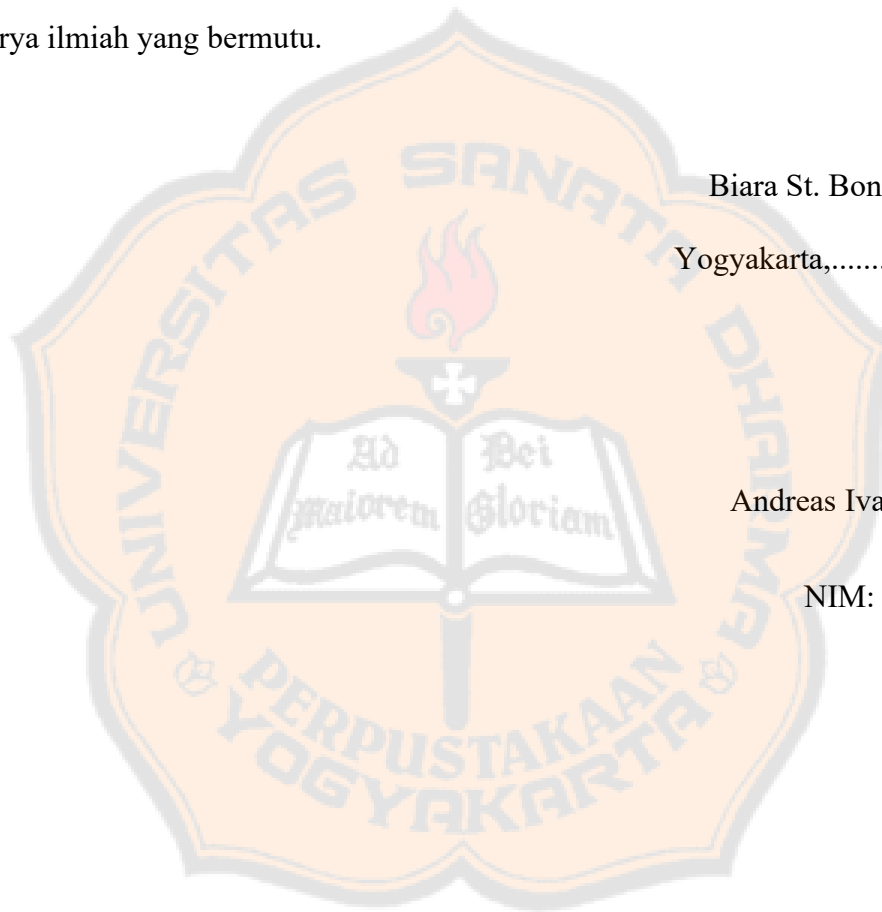 rya ilmiah yang bermutu.
Biara St. Bon
Yogyakarta,.......
Andreas Iva
NIM:
UNIVERSITAS SANATA DHARMA
Ad Dei
Maiorem Gloriam
PERPUSTAKAAN
YOGYAKARTA